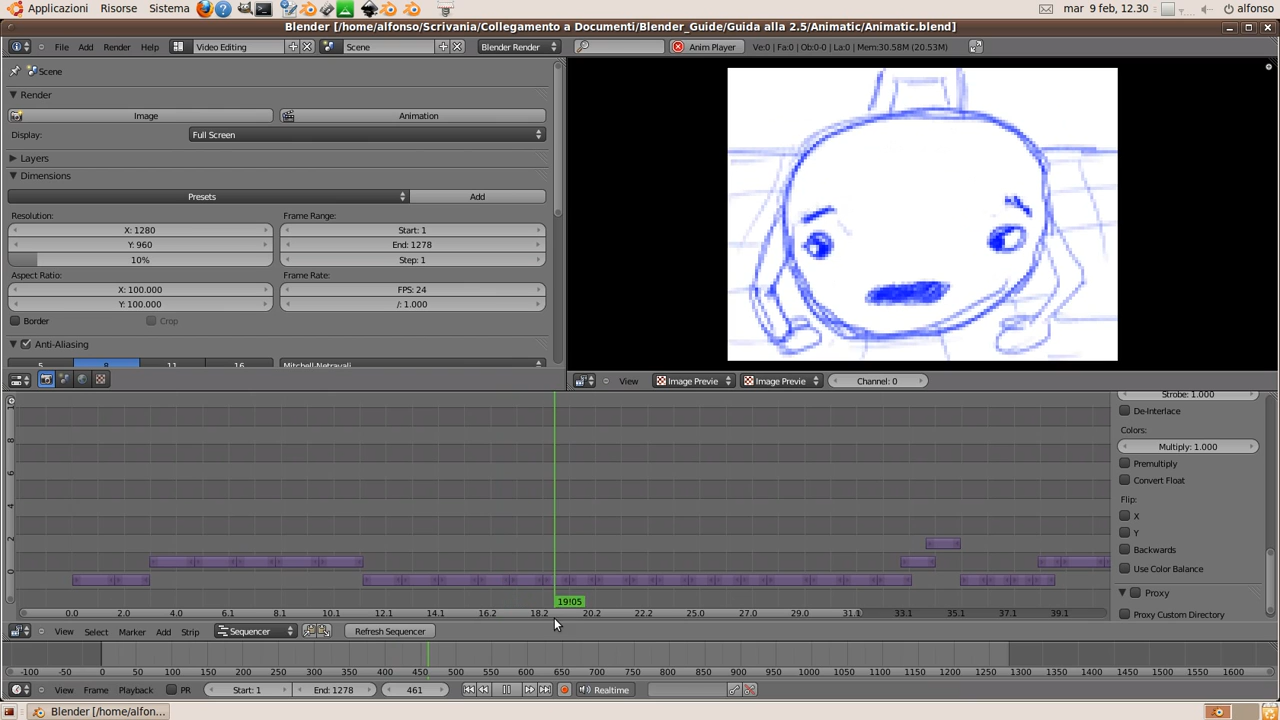 Applicazioni Risorse Sistema mar 9 feb, 12.30 alfonso
Blender [/home/alfonso/Scrivania/Collegamento a Documenti/Blender_Guide/Guida alla 2.5/Animatic/Animatic.blend]
File Add Render Help Video Editing Scene Blender Render Anim Player Ve:0 | Fa:0 | Ob:0-0 | La:0 | Mem:30.58M (20.53M)
Scene
Render
Image Animation
Display: Full Screen
Layers
Dimensions
Presets Add
Resolution: Frame Range:
X: 1280 Start: 1
Y: 960 End: 1278
10% Step: 1
Aspect Ratio: Frame Rate:
X: 100.000 FPS: 24
Y: 100.000 /: 1.000
Border Crop
Anti-Aliasing
5 8 11 16 Mitchell-Netravali
View Image Previe Image Previe Channel: 0
Strobe: 1.000
De-Interlace
Colors:
Multiply: 1.000
Premultiply
Convert Float
Flip:
X
Y
Backwards
Use Color Balance
Proxy
Proxy Custom Directory
8
6
4
2
0
19!05
0.0 2.0 4.0 6.1 8.1 10.1 12.1 14.1 16.2 18.2 20.2 22.2 25.0 27.0 29.0 31.1 33.1 35.1 37.1 39.1
View Select Marker Add Strip Sequencer Refresh Sequencer
-100 -50 0 50 100 150 200 250 300 350 400 450 500 550 600 650 700 750 800 850 900 950 1000 1050 1100 1150 1200 1250 1300 1350 1400 1450 1500 1550 1600
View Frame Playback PR Start: 1 End: 1278 461 Realtime
Blender [/home/alfon...